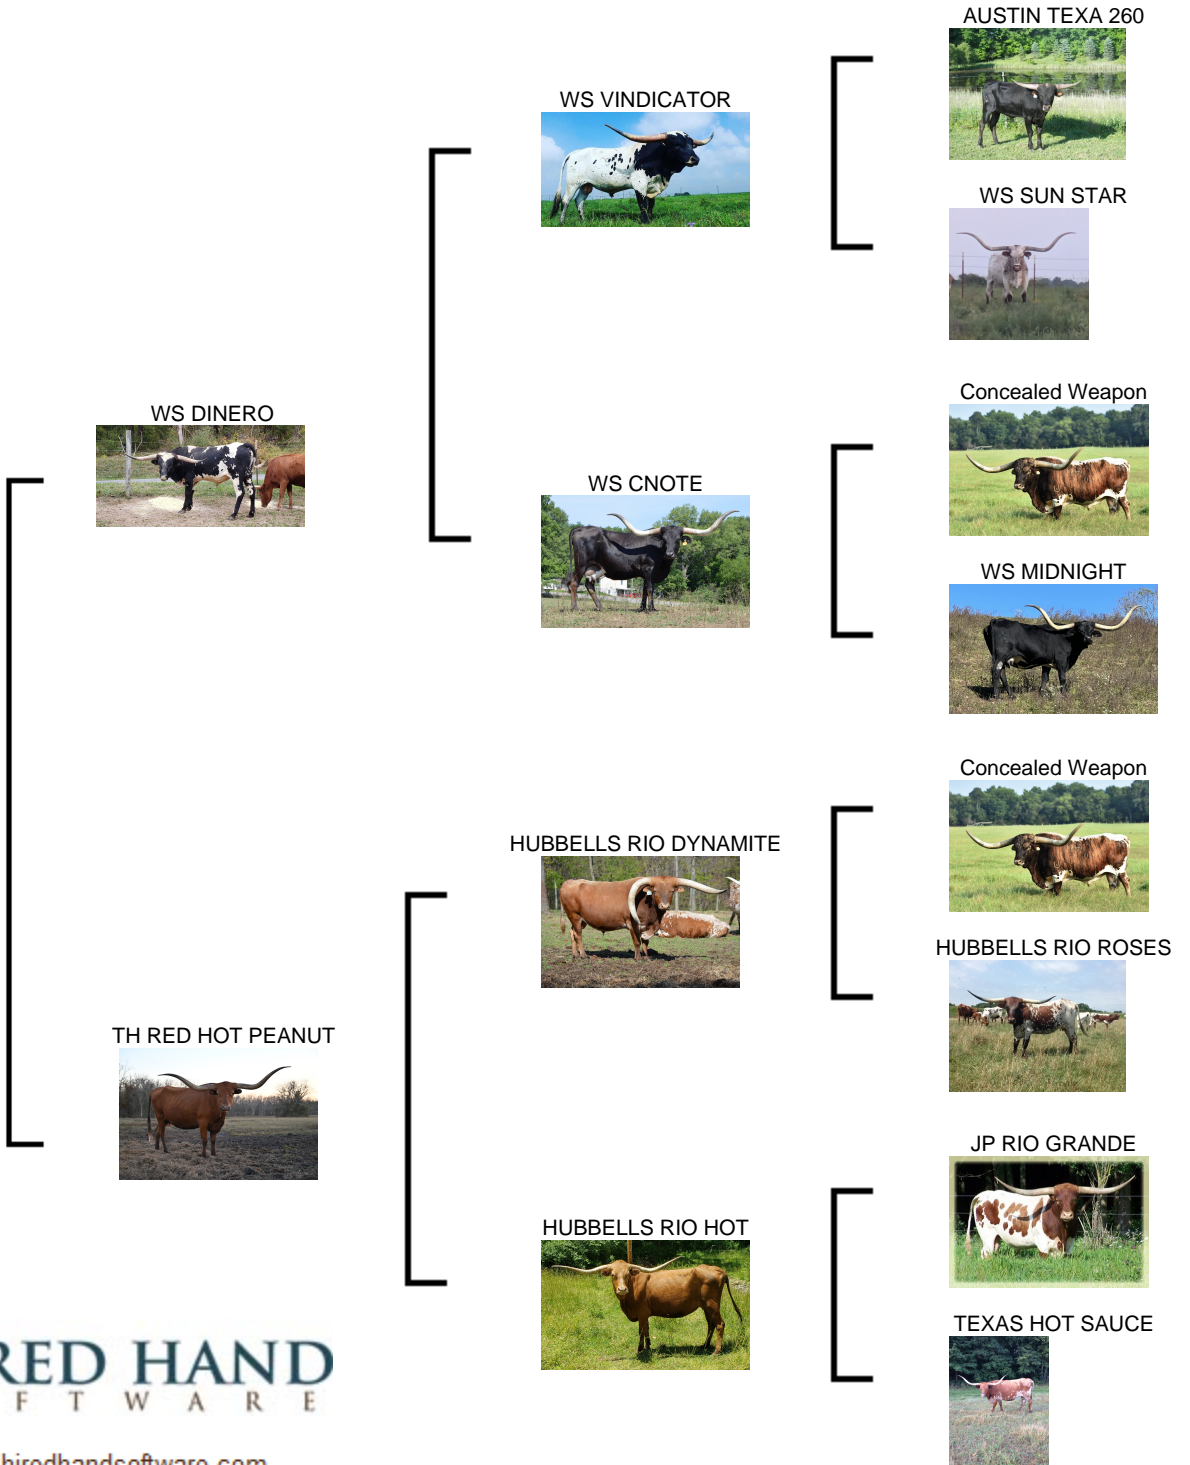 AUSTIN TEXA 260
WS VINDICATOR
WS SUN STAR
Concealed Weapon
WS DINERO
WS CNOTE
WS MIDNIGHT
Concealed Weapon
HUBBELLS RIO DYNAMITE
HUBBELLS RIO ROSES
TH RED HOT PEANUT
JP RIO GRANDE
HUBBELLS RIO HOT
TEXAS HOT SAUCE
RED HAND
F T W A R E
hiredhandsoftware.com